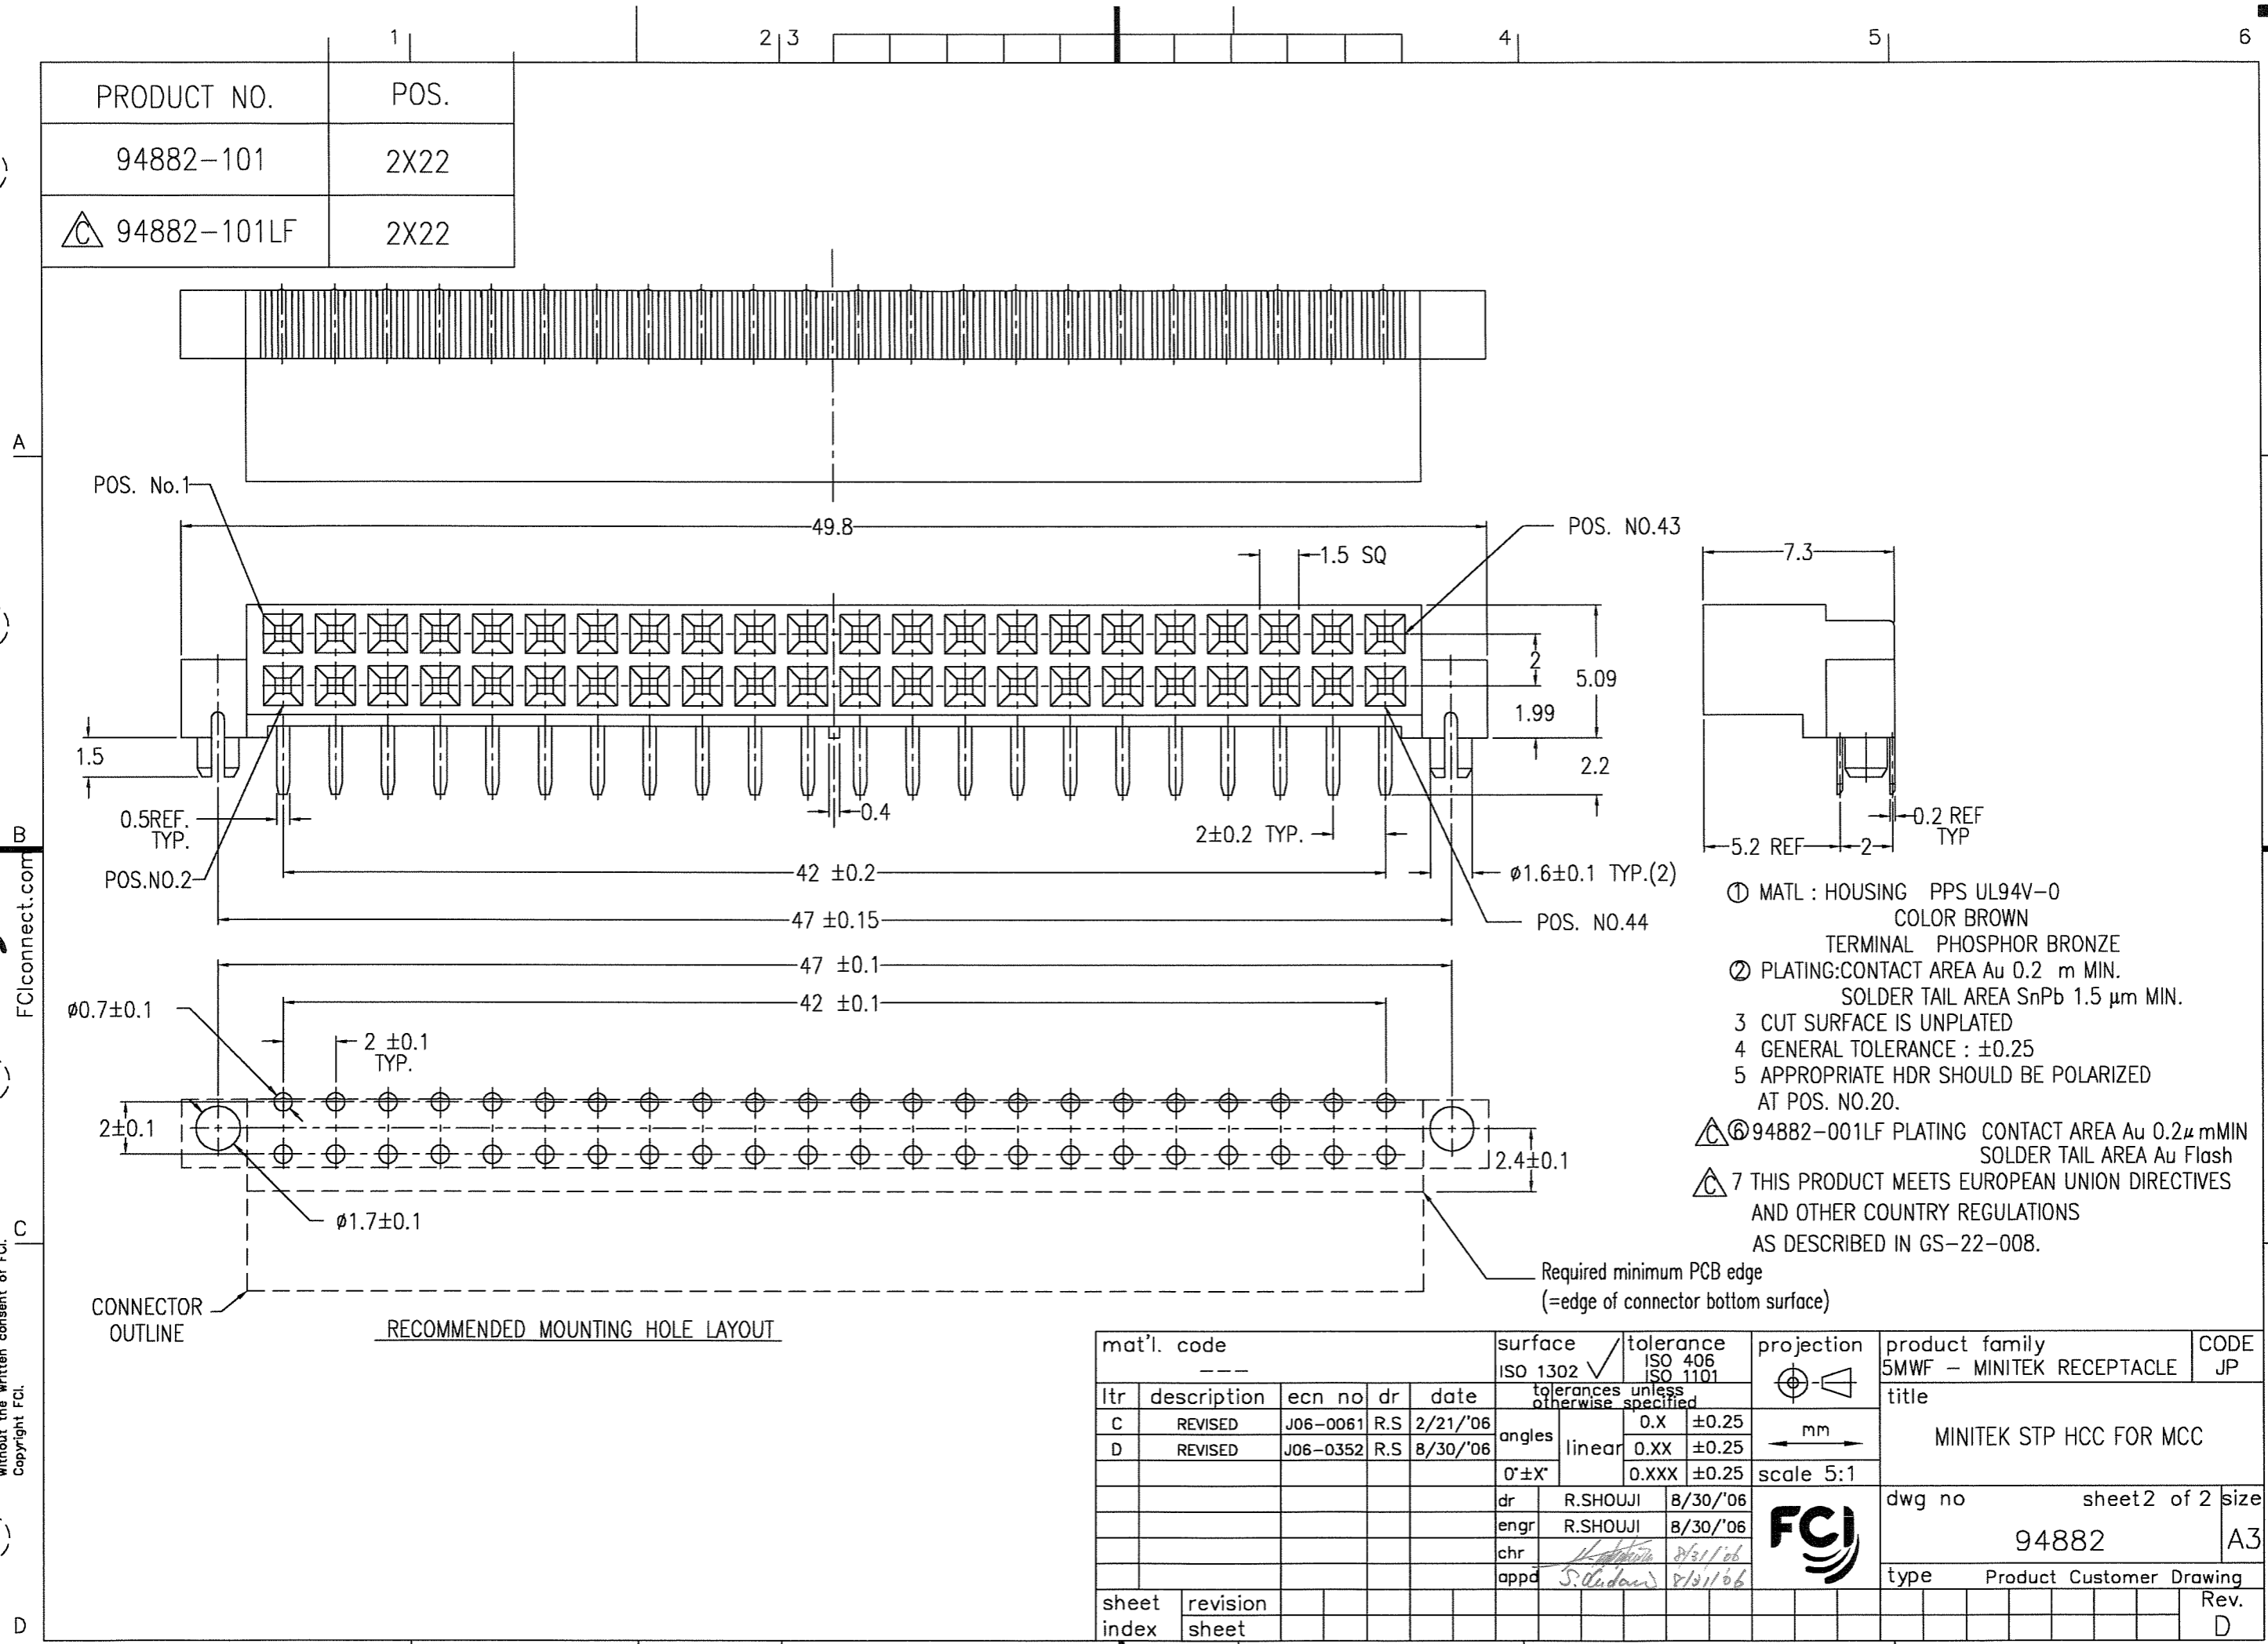 1 2 3 4 5 6
PRODUCT NO. POS.
94882-101 2X22
C 94882-101LF 2X22
A
POS. No.1
49.8
POS. NO.43
1.5 SQ
7.3
2
5.09
1.99
1.5
2.2
0.5REF.
TYP.
0.4
2±0.2 TYP.
0.2 REF
TYP
5.2 REF
2
B
POS.NO.2
42 ±0.2
ø1.6±0.1 TYP.(2)
47 ±0.15
POS. NO.44
FCIconnect.com
① MATL : HOUSING PPS UL94V-0
COLOR BROWN
TERMINAL PHOSPHOR BRONZE
② PLATING:CONTACT AREA Au 0.2 m MIN.
SOLDER TAIL AREA SnPb 1.5 μm MIN.
3 CUT SURFACE IS UNPLATED
4 GENERAL TOLERANCE : ±0.25
5 APPROPRIATE HDR SHOULD BE POLARIZED
AT POS. NO.20.
C ⑥ 94882-001LF PLATING CONTACT AREA Au 0.2μ mMIN
SOLDER TAIL AREA Au Flash
C 7 THIS PRODUCT MEETS EUROPEAN UNION DIRECTIVES
AND OTHER COUNTRY REGULATIONS
AS DESCRIBED IN GS-22-008.
47 ±0.1
42 ±0.1
ø0.7±0.1
2 ±0.1
TYP.
2±0.1
2.4±0.1
ø1.7±0.1
C
Required minimum PCB edge
(=edge of connector bottom surface)
CONNECTOR
OUTLINE
RECOMMENDED MOUNTING HOLE LAYOUT
without the written consent of FCI.
Copyright FCI.
D
mat'l. code
---
surface
ISO 1302
tolerance
ISO 406
ISO 1101
projection
product family
5MWF - MINITEK RECEPTACLE
CODE
JP
ltr description ecn no dr date
C REVISED J06-0061 R.S 2/21/'06
D REVISED J06-0352 R.S 8/30/'06
tolerances unless
otherwise specified
angles
0°±X°
linear
0.X ±0.25
0.XX ±0.25
0.XXX ±0.25
mm
scale 5:1
title
MINITEK STP HCC FOR MCC
dr R.SHOUJI 8/30/'06
engr R.SHOUJI 8/30/'06
chr 8/31/'06
appd 8/31/'06
FCI
dwg no sheet2 of 2 size
94882 A3
type Product Customer Drawing
sheet
index
revision
sheet
Rev.
D